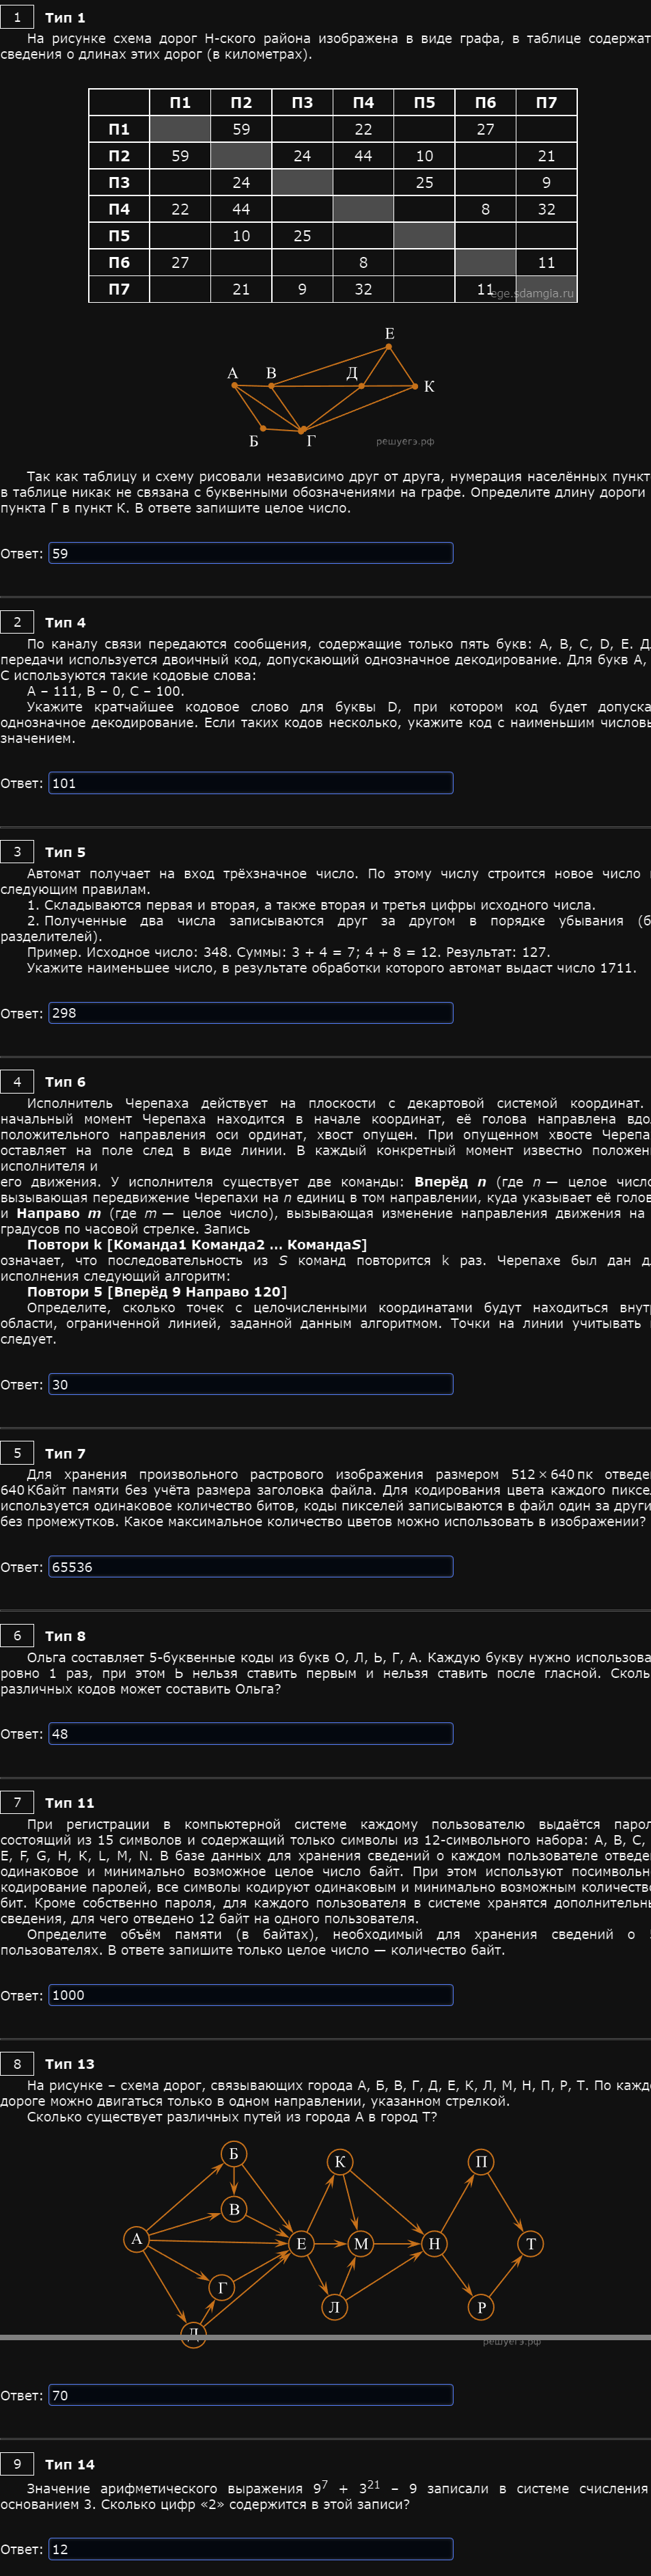 1 Тип 1
На рисунке схема дорог Н-ского района изображена в виде графа, в таблице содержат
сведения о длинах этих дорог (в километрах).
П1 П2 П3 П4 П5 П6 П7
П1 59 22 27
П2 59 24 44 10 21
П3 24 25 9
П4 22 44 8 32
П5 10 25
П6 27 8 11
П7 21 9 32 11
ege.sdamgia.ru
Е
А В Д К
Б Г
решуегэ.рф
Так как таблицу и схему рисовали независимо друг от друга, нумерация населённых пункт
в таблице никак не связана с буквенными обозначениями на графе. Определите длину дороги
пункта Г в пункт К. В ответе запишите целое число.
Ответ: 59
2 Тип 4
По каналу связи передаются сообщения, содержащие только пять букв: A, B, C, D, E. Д
передачи используется двоичный код, допускающий однозначное декодирование. Для букв A,
C используются такие кодовые слова:
A – 111, B – 0, C – 100.
Укажите кратчайшее кодовое слово для буквы D, при котором код будет допуска
однозначное декодирование. Если таких кодов несколько, укажите код с наименьшим числовы
значением.
Ответ: 101
3 Тип 5
Автомат получает на вход трёхзначное число. По этому числу строится новое число
следующим правилам.
1. Складываются первая и вторая, а также вторая и третья цифры исходного числа.
2. Полученные два числа записываются друг за другом в порядке убывания (б
разделителей).
Пример. Исходное число: 348. Суммы: 3 + 4 = 7; 4 + 8 = 12. Результат: 127.
Укажите наименьшее число, в результате обработки которого автомат выдаст число 1711.
Ответ: 298
4 Тип 6
Исполнитель Черепаха действует на плоскости с декартовой системой координат.
начальный момент Черепаха находится в начале координат, её голова направлена вдо
положительного направления оси ординат, хвост опущен. При опущенном хвосте Черепа
оставляет на поле след в виде линии. В каждый конкретный момент известно положен
исполнителя и
его движения. У исполнителя существует две команды: Вперёд n (где n — целое число
вызывающая передвижение Черепахи на n единиц в том направлении, куда указывает её голов
и Направо m (где m — целое число), вызывающая изменение направления движения на
градусов по часовой стрелке. Запись
Повтори k [Команда1 Команда2 … КомандаS]
означает, что последовательность из S команд повторится k раз. Черепахе был дан д
исполнения следующий алгоритм:
Повтори 5 [Вперёд 9 Направо 120]
Определите, сколько точек с целочисленными координатами будут находиться внутр
области, ограниченной линией, заданной данным алгоритмом. Точки на линии учитывать
следует.
Ответ: 30
5 Тип 7
Для хранения произвольного растрового изображения размером 512 × 640 пк отведе
640 Кбайт памяти без учёта размера заголовка файла. Для кодирования цвета каждого пиксе
используется одинаковое количество битов, коды пикселей записываются в файл один за други
без промежутков. Какое максимальное количество цветов можно использовать в изображении?
Ответ: 65536
6 Тип 8
Ольга составляет 5-буквенные коды из букв О, Л, Ь, Г, А. Каждую букву нужно использова
ровно 1 раз, при этом Ь нельзя ставить первым и нельзя ставить после гласной. Сколь
различных кодов может составить Ольга?
Ответ: 48
7 Тип 11
При регистрации в компьютерной системе каждому пользователю выдаётся парол
состоящий из 15 символов и содержащий только символы из 12-символьного набора: А, В, C,
Е, F, G, H, К, L, M, N. В базе данных для хранения сведений о каждом пользователе отведе
одинаковое и минимально возможное целое число байт. При этом используют посимвольн
кодирование паролей, все символы кодируют одинаковым и минимально возможным количество
бит. Кроме собственно пароля, для каждого пользователя в системе хранятся дополнительн
сведения, для чего отведено 12 байт на одного пользователя.
Определите объём памяти (в байтах), необходимый для хранения сведений о
пользователях. В ответе запишите только целое число — количество байт.
Ответ: 1000
8 Тип 13
На рисунке – схема дорог, связывающих города А, Б, В, Г, Д, Е, К, Л, М, Н, П, Р, Т. По кажд
дороге можно двигаться только в одном направлении, указанном стрелкой.
Сколько существует различных путей из города А в город Т?
Б К П
В
А Е М Н Т
Г
Л Р
Д
решуегэ.рф
Ответ: 70
9 Тип 14
Значение арифметического выражения 9⁷ + 3²¹ – 9 записали в системе счисления
основанием 3. Сколько цифр «2» содержится в этой записи?
Ответ: 12